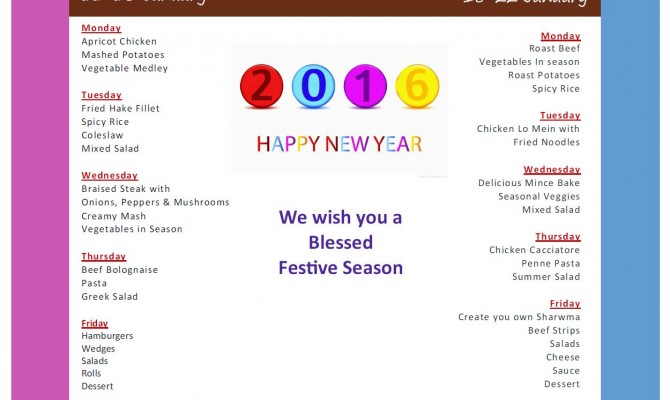 January
Monday
Apricot Chicken
Mashed Potatoes
Vegetable Medley
Tuesday
Fried Hake Fillet
Spicy Rice
Coleslaw
Mixed Salad
Wednesday
Braised Steak with
Onions, Peppers & Mushrooms
Creamy Mash
Vegetables in Season
Thursday
Beef Bolognaise
Pasta
Greek Salad
Friday
Hamburgers
Wedges
Salads
Rolls
Dessert
2016
HAPPY NEW YEAR
We wish you a
Blessed
Festive Season
Monday
Roast Beef
Vegetables In season
Roast Potatoes
Spicy Rice
Tuesday
Chicken Lo Mein with
Fried Noodles
Wednesday
Delicious Mince Bake
Seasonal Veggies
Mixed Salad
Thursday
Chicken Cacciatore
Penne Pasta
Summer Salad
Friday
Create you own Sharwma
Beef Strips
Salads
Cheese
Sauce
Dessert